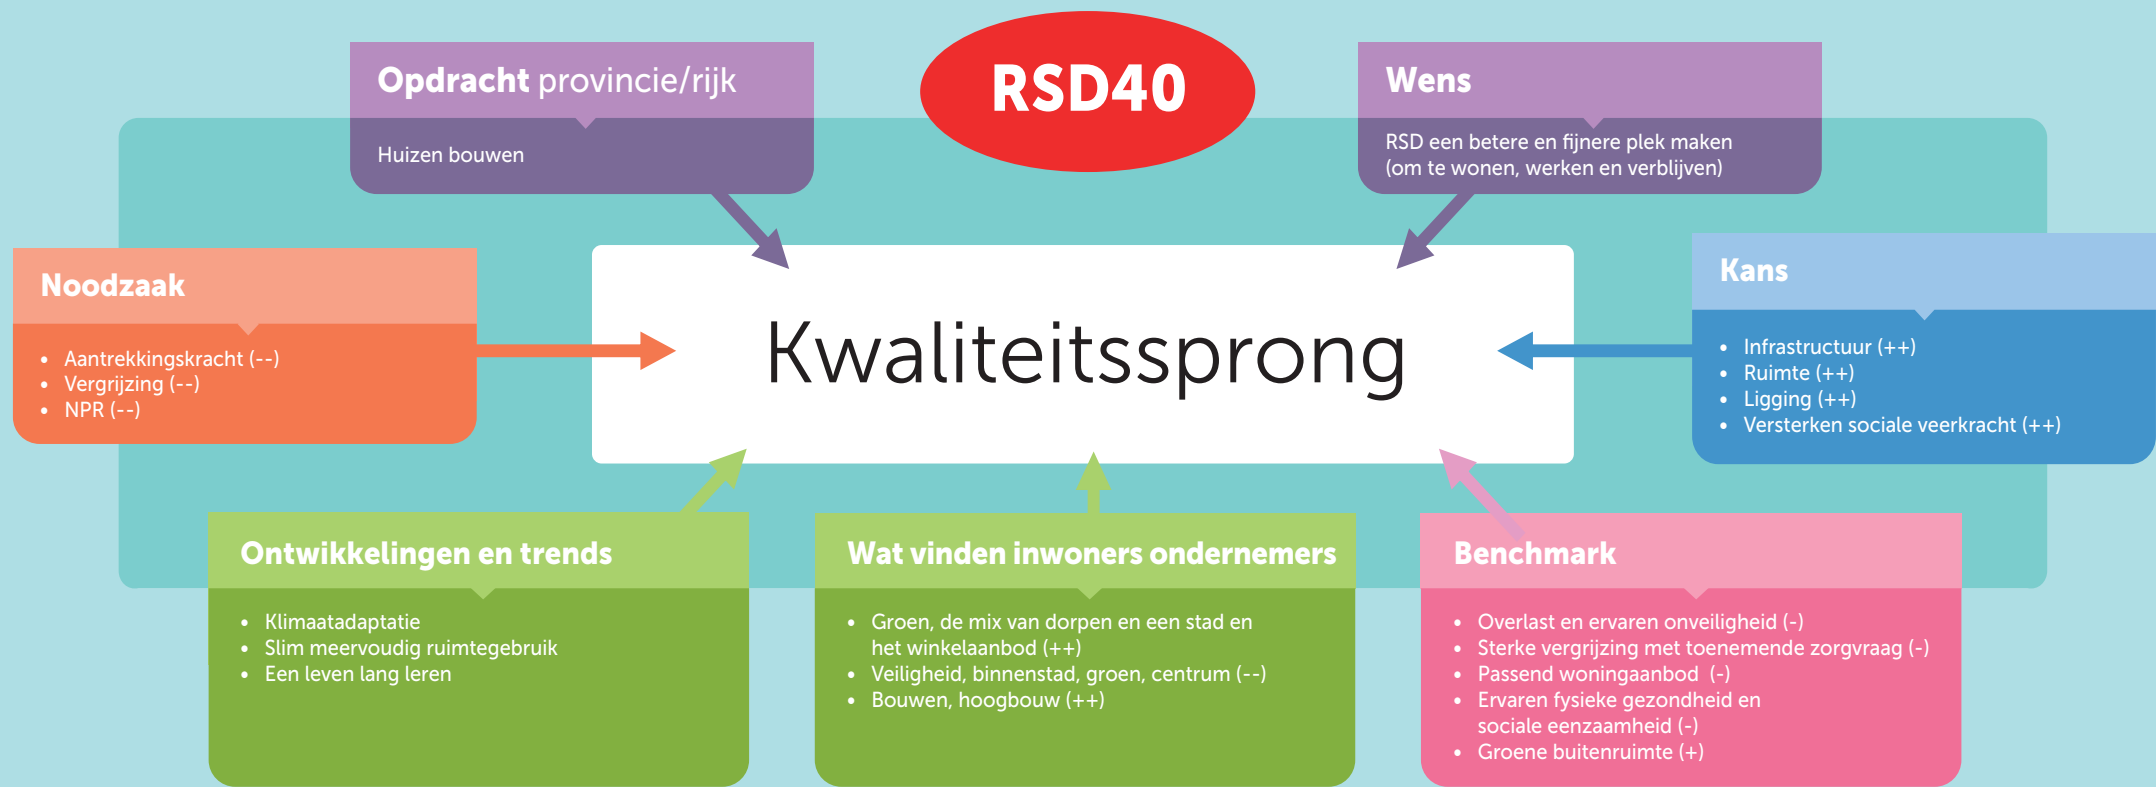 RSD40
Opdracht provincie/rijk
Huizen bouwen
Wens
RSD een betere en fijnere plek maken
(om te wonen, werken en verblijven)
Noodzaak
• Aantrekkingskracht (--)
• Vergrijzing (--)
• NPR (--)
Kwaliteitssprong
Kans
• Infrastructuur (++)
• Ruimte (++)
• Ligging (++)
• Versterken sociale veerkracht (++)
Ontwikkelingen en trends
• Klimaatadaptatie
• Slim meervoudig ruimtegebruik
• Een leven lang leren
Wat vinden inwoners ondernemers
• Groen, de mix van dorpen en een stad en
het winkelaanbod (++)
• Veiligheid, binnenstad, groen, centrum (--)
• Bouwen, hoogbouw (++)
Benchmark
• Overlast en ervaren onveiligheid (-)
• Sterke vergrijzing met toenemende zorgvraag (-)
• Passend woningaanbod (-)
• Ervaren fysieke gezondheid en
sociale eenzaamheid (-)
• Groene buitenruimte (+)